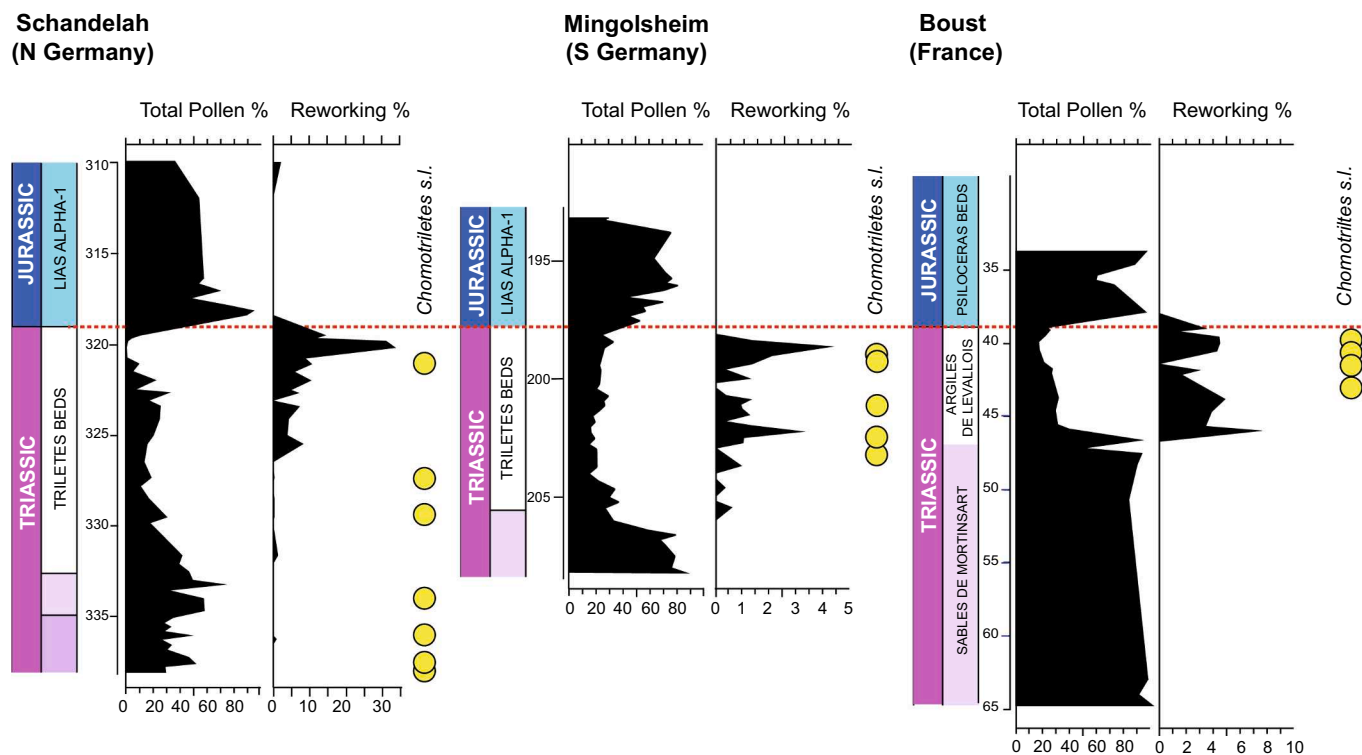 Schandelah
(N Germany)
Total Pollen %
Reworking %
Chomotriletes s.l.
JURASSIC
LIAS ALPHA-1
TRIASSIC
TRILETES BEDS
310
315
320
325
330
335
0 20 40 60 80
0 10 20 30
Mingolsheim
(S Germany)
Total Pollen %
Reworking %
Chomotriletes s.l.
JURASSIC
LIAS ALPHA-1
TRIASSIC
TRILETES BEDS
195
200
205
0 20 40 60 80
0 1 2 3 4 5
Boust
(France)
Total Pollen %
Reworking %
Chomotriletes s.l.
JURASSIC
PSILOCERAS BEDS
TRIASSIC
ARGILES
DE LEVALLOIS
SABLES DE MORTINSART
35
40
45
50
55
60
65
0 20 40 60 80
0 2 4 6 8 10